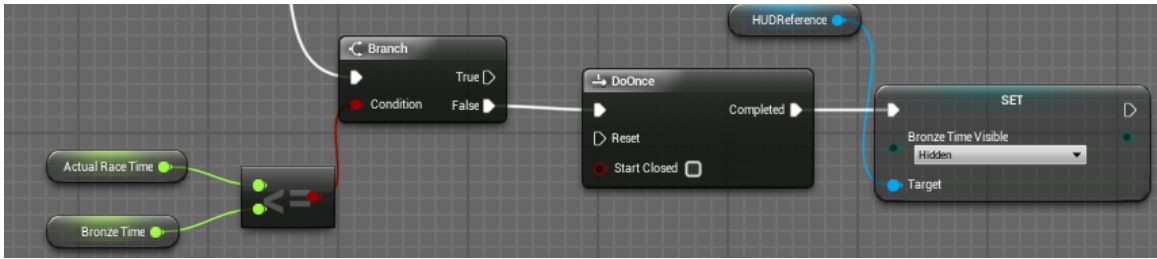 HUDReference
Branch
True
Condition
False
DoOnce
Completed
Reset
Start Closed
SET
Bronze Time Visible
Hidden
Target
Actual Race Time
<=
Bronze Time